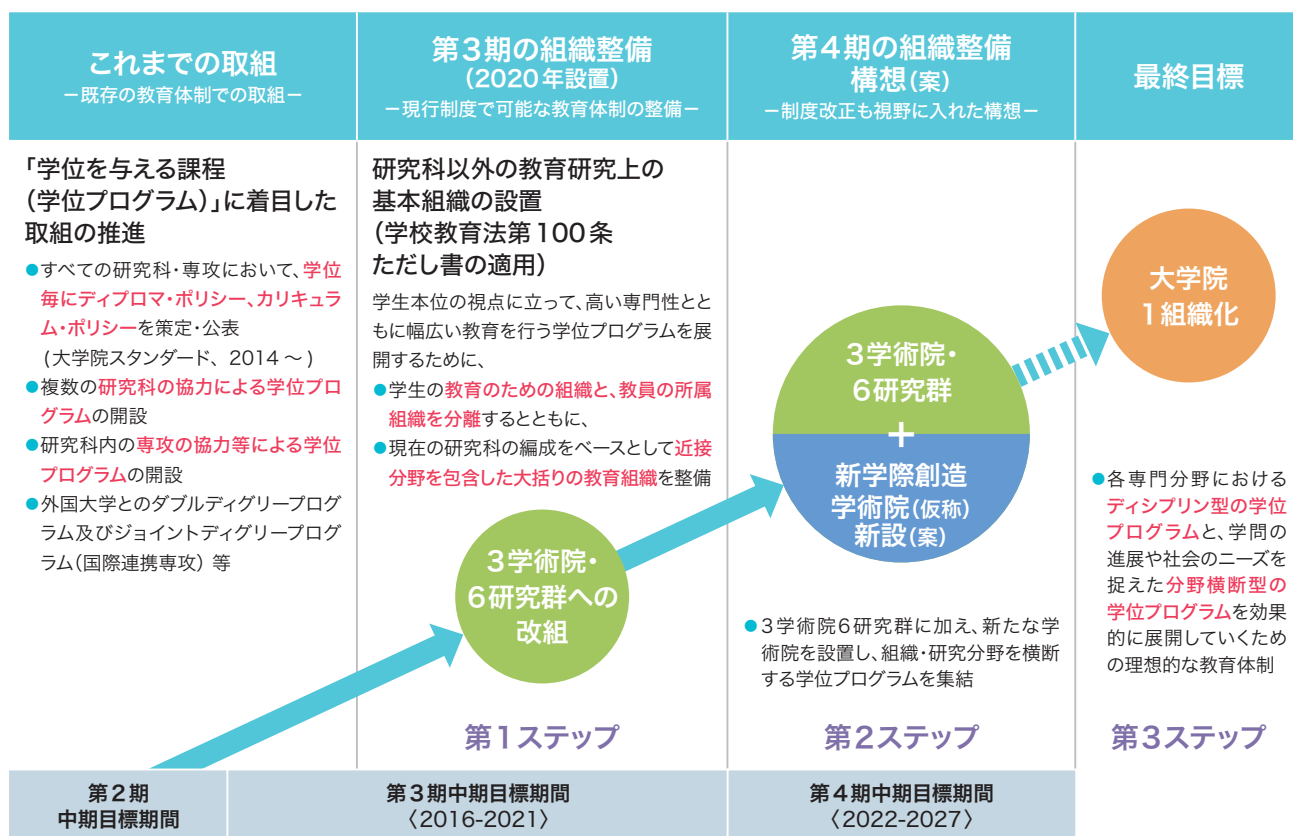 これまでの取組
－既存の教育体制での取組－
第3期の組織整備
（2020年設置）
－現行制度で可能な教育体制の整備－
第4期の組織整備
構想（案）
－制度改正も視野に入れた構想－
最終目標
「学位を与える課程
（学位プログラム）」に着目した
取組の推進
●すべての研究科・専攻において、学位
毎にディプロマ・ポリシー、カリキュラ
ム・ポリシーを策定・公表
(大学院スタンダード、2014～)
●複数の研究科の協力による学位プロ
グラムの開設
●研究科内の専攻の協力等による学位
プログラムの開設
●外国大学とのダブルディグリープログ
ラム及びジョイントディグリープログ
ラム（国際連携専攻）等
研究科以外の教育研究上の
基本組織の設置
（学校教育法第100条
ただし書の適用）
学生本位の視点に立って、高い専門性とと
もに幅広い教育を行う学位プログラムを展
開するために、
●学生の教育のための組織と、教員の所属
組織を分離するとともに、
●現在の研究科の編成をベースとして近接
分野を包含した大括りの教育組織を整備
3学術院・
6研究群への
改組
第1ステップ
3学術院・
6研究群
＋
新学際創造
学術院（仮称）
新設（案）
●3学術院6研究群に加え、新たな学
術院を設置し、組織・研究分野を横断
する学位プログラムを集結
第2ステップ
大学院
1組織化
●各専門分野における
ディシプリン型の学位
プログラムと、学問の
進展や社会のニーズを
捉えた分野横断型の
学位プログラムを効果
的に展開していくため
の理想的な教育体制
第3ステップ
第2期
中期目標期間
第3期中期目標期間
〈2016-2021〉
第4期中期目標期間
〈2022-2027〉